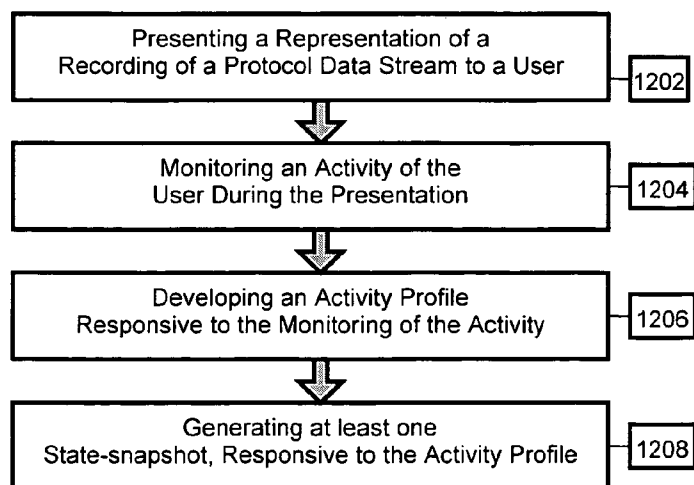 Presenting a Representation of a
Recording of a Protocol Data Stream to a User
1202
Monitoring an Activity of the
User During the Presentation
1204
Developing an Activity Profile
Responsive to the Monitoring of the Activity
1206
Generating at least one
State-snapshot, Responsive to the Activity Profile
1208